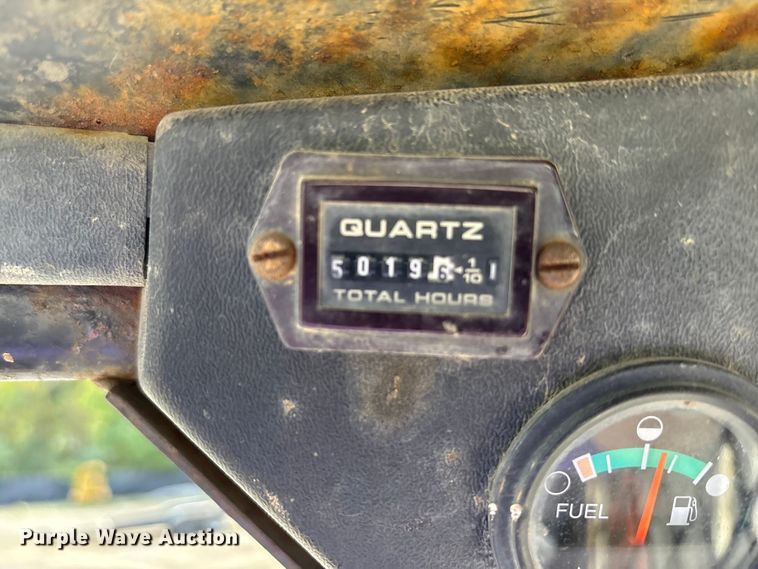 QUARTZ
5019 1/10
TOTAL HOURS
FUEL
Purple Wave Auction